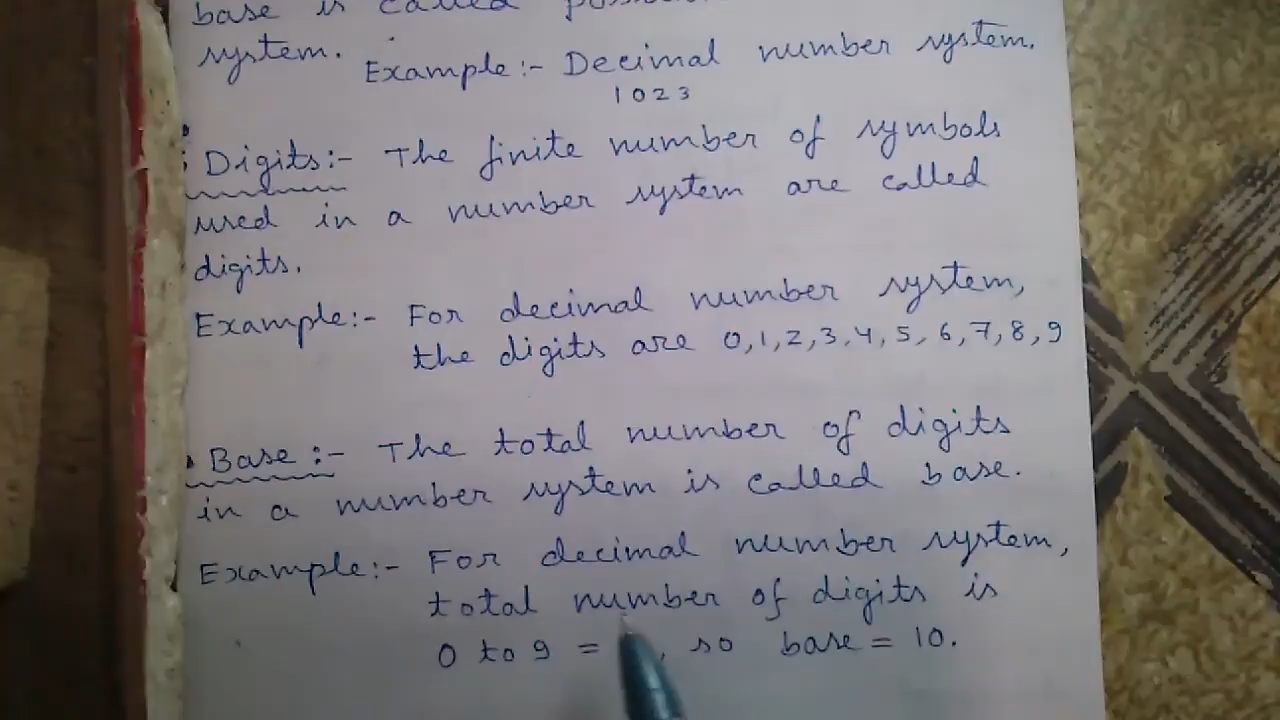 base is called
system.
Example:- Decimal number system.
1023
Digits:- The finite number of symbols
used in a number system are called
digits.
Example:- For decimal number system,
the digits are 0,1,2,3,4,5,6,7,8,9
Base:- The total number of digits
in a number system is called base.
Example:- For decimal number system,
total number of digits is
0 to 9 = , so base = 10.